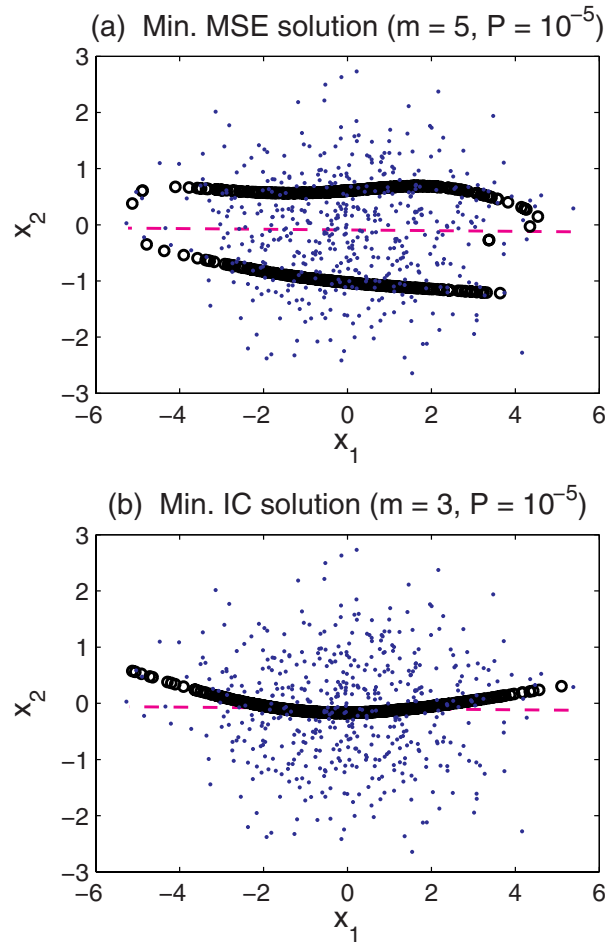 (a) Min. MSE solution (m = 5, P = 10⁻⁵)
3
2
1
0
−1
−2
−3
x₂
−6 −4 −2 0 2 4 6
x₁
(b) Min. IC solution (m = 3, P = 10⁻⁵)
3
2
1
0
−1
−2
−3
x₂
−6 −4 −2 0 2 4 6
x₁